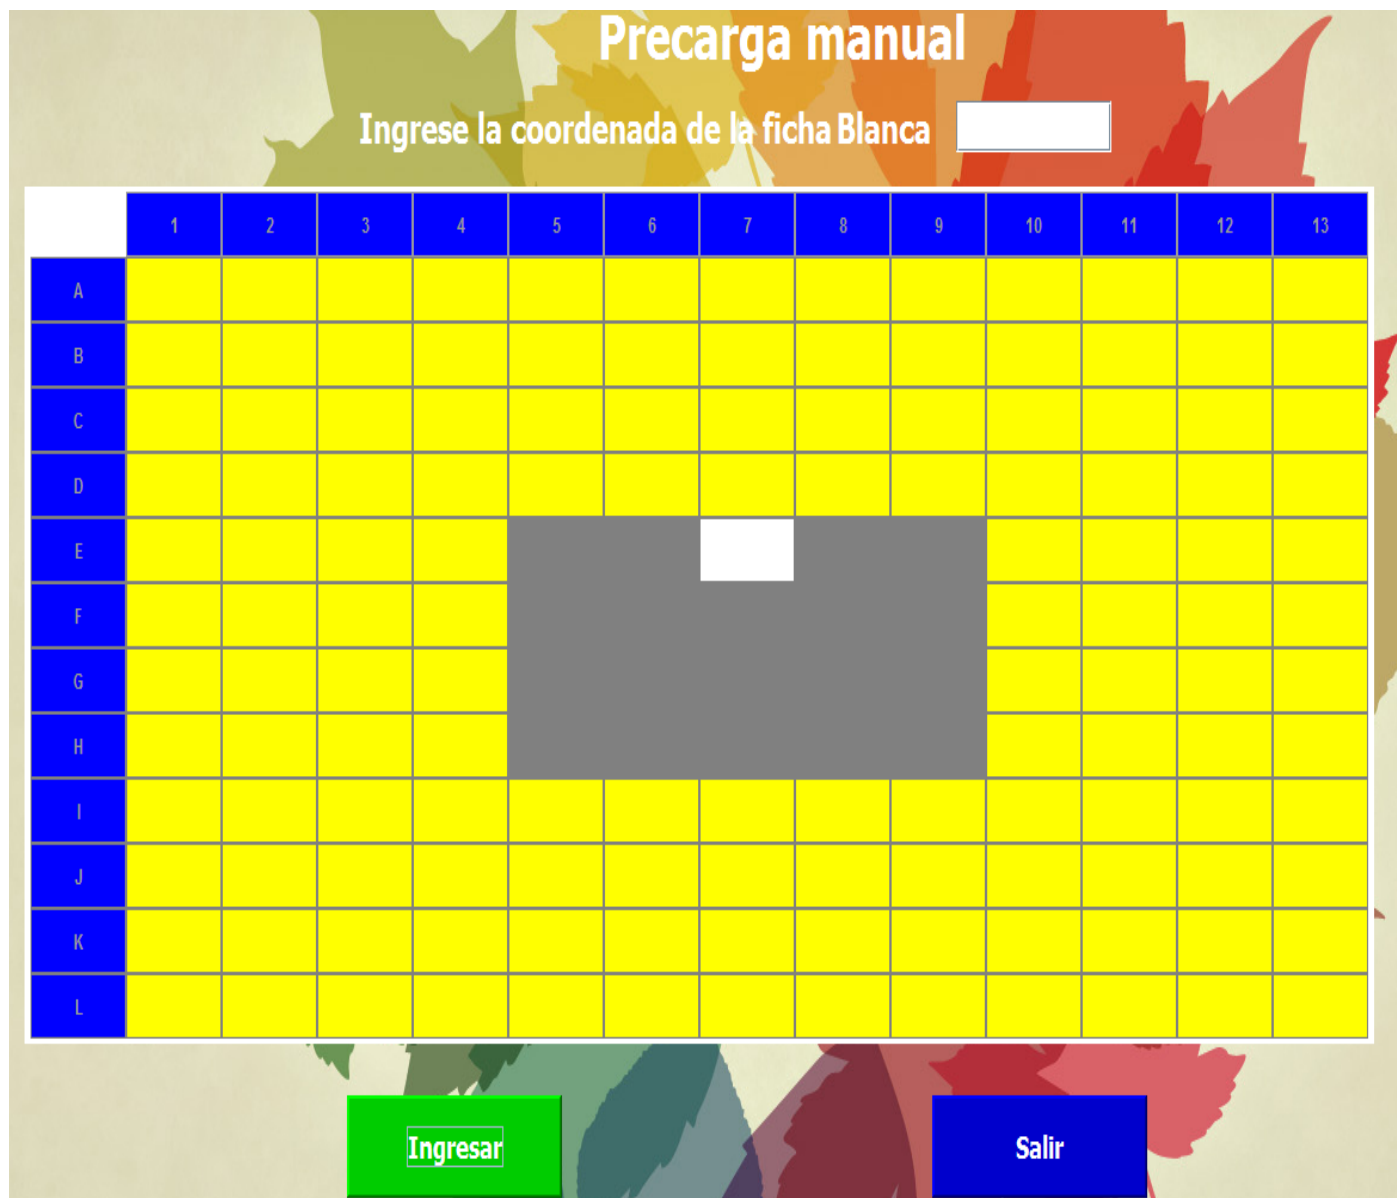 Precarga manual
Ingrese la coordenada de la ficha Blanca
1 2 3 4 5 6 7 8 9 10 11 12 13
A
B
C
D
E
F
G
H
I
J
K
L
Ingresar Salir